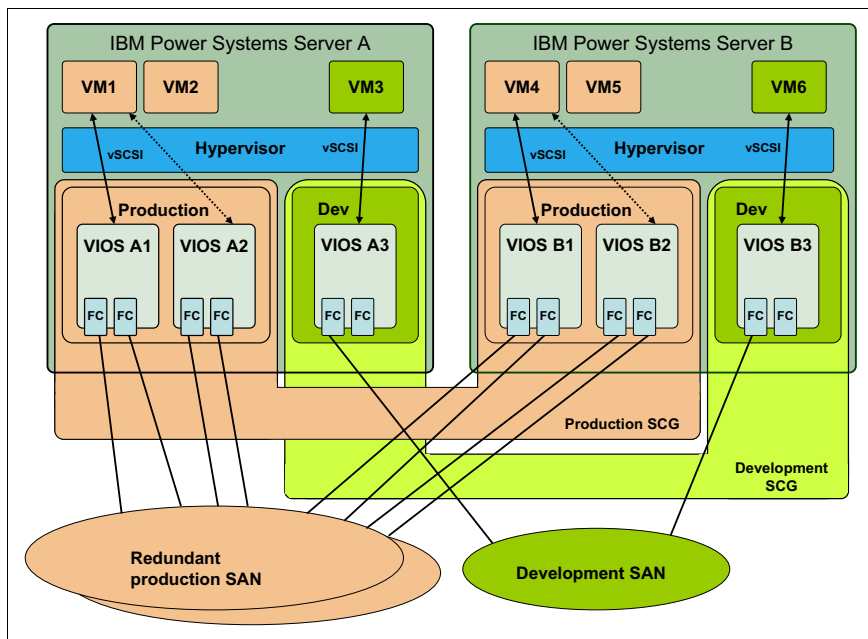 IBM Power Systems Server A
VM1
VM2
VM3
vSCSI
Hypervisor
vSCSI
Production
Dev
VIOS A1
VIOS A2
VIOS A3
FC
FC
FC
FC
FC
FC
IBM Power Systems Server B
VM4
VM5
VM6
vSCSI
Hypervisor
vSCSI
Production
Dev
VIOS B1
VIOS B2
VIOS B3
FC
FC
FC
FC
FC
FC
Production SCG
Development
SCG
Redundant
production SAN
Development SAN